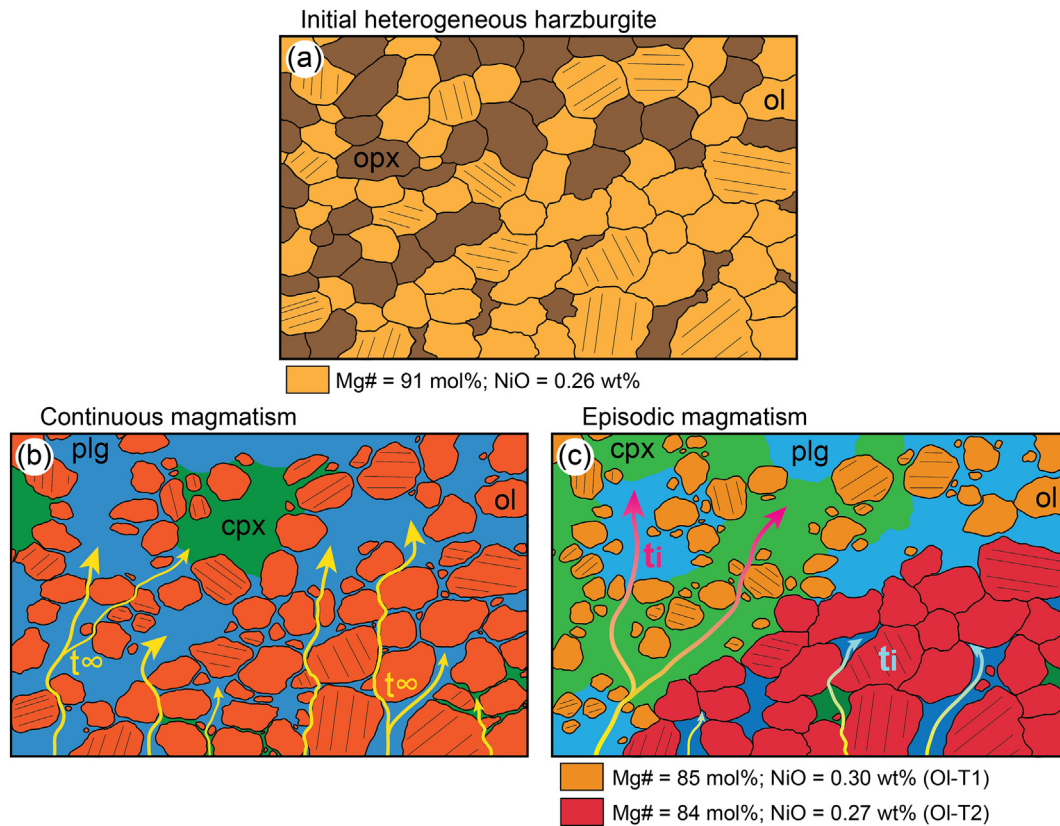 Initial heterogeneous harzburgite
(a)
ol
opx
Mg# = 91 mol%; NiO = 0.26 wt%
Continuous magmatism
(b)
plg
cpx
ol
t∞
t∞
Episodic magmatism
(c)
cpx
plg
ol
ti
ti
Mg# = 85 mol%; NiO = 0.30 wt% (Ol-T1)
Mg# = 84 mol%; NiO = 0.27 wt% (Ol-T2)